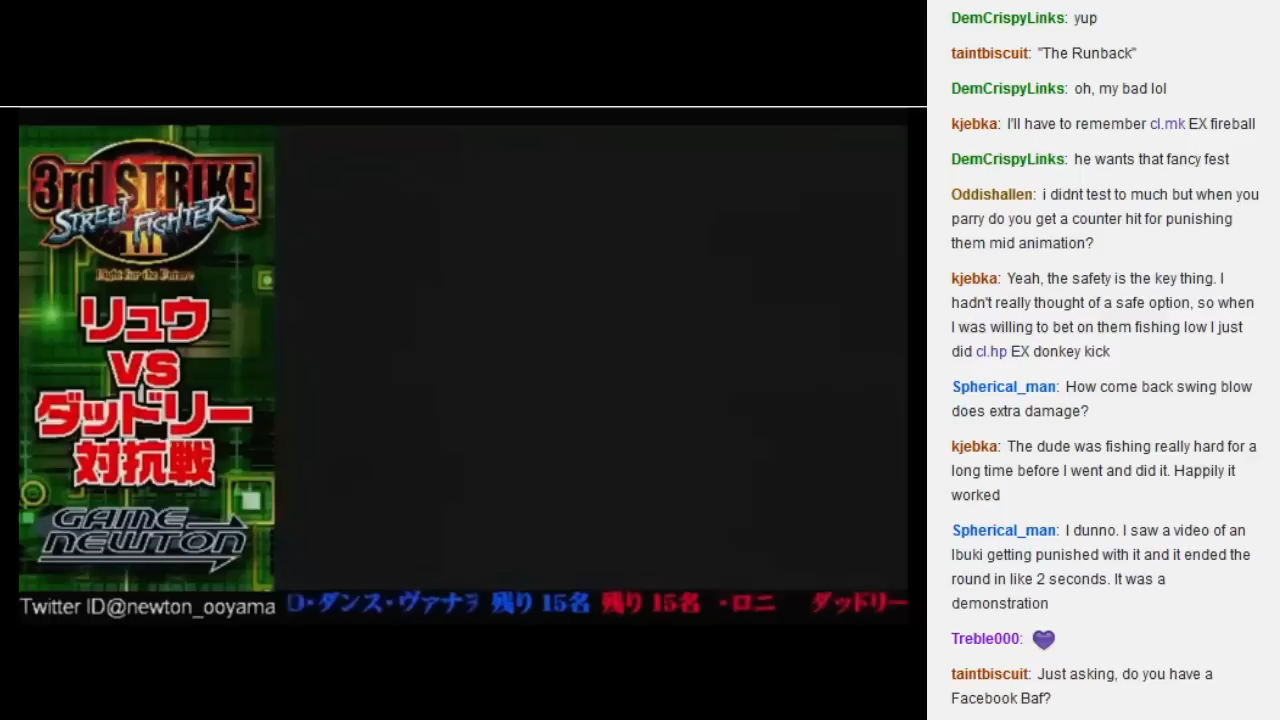 3rd STRIKE
STREET FIGHTER
III
Fight for the Future
リュウ
VS
ダッドリー
対抗戦
GAME
NEWTON
Twitter ID@newton_ooyama
D・ダンス・ヴァナヲ 残り 15名 残り 15名 ・ロニ ダッドリー
DemCrispyLinks: yup
taintbiscuit: "The Runback"
DemCrispyLinks: oh, my bad lol
kjebka: I'll have to remember cl.mk EX fireball
DemCrispyLinks: he wants that fancy fest
Oddishallen: i didnt test to much but when you
parry do you get a counter hit for punishing
them mid animation?
kjebka: Yeah, the safety is the key thing. I
hadn't really thought of a safe option, so when
I was willing to bet on them fishing low I just
did cl.hp EX donkey kick
Spherical_man: How come back swing blow
does extra damage?
kjebka: The dude was fishing really hard for a
long time before I went and did it. Happily it
worked
Spherical_man: I dunno. I saw a video of an
Ibuki getting punished with it and it ended the
round in like 2 seconds. It was a
demonstration
Treble000:
taintbiscuit: Just asking, do you have a
Facebook Baf?